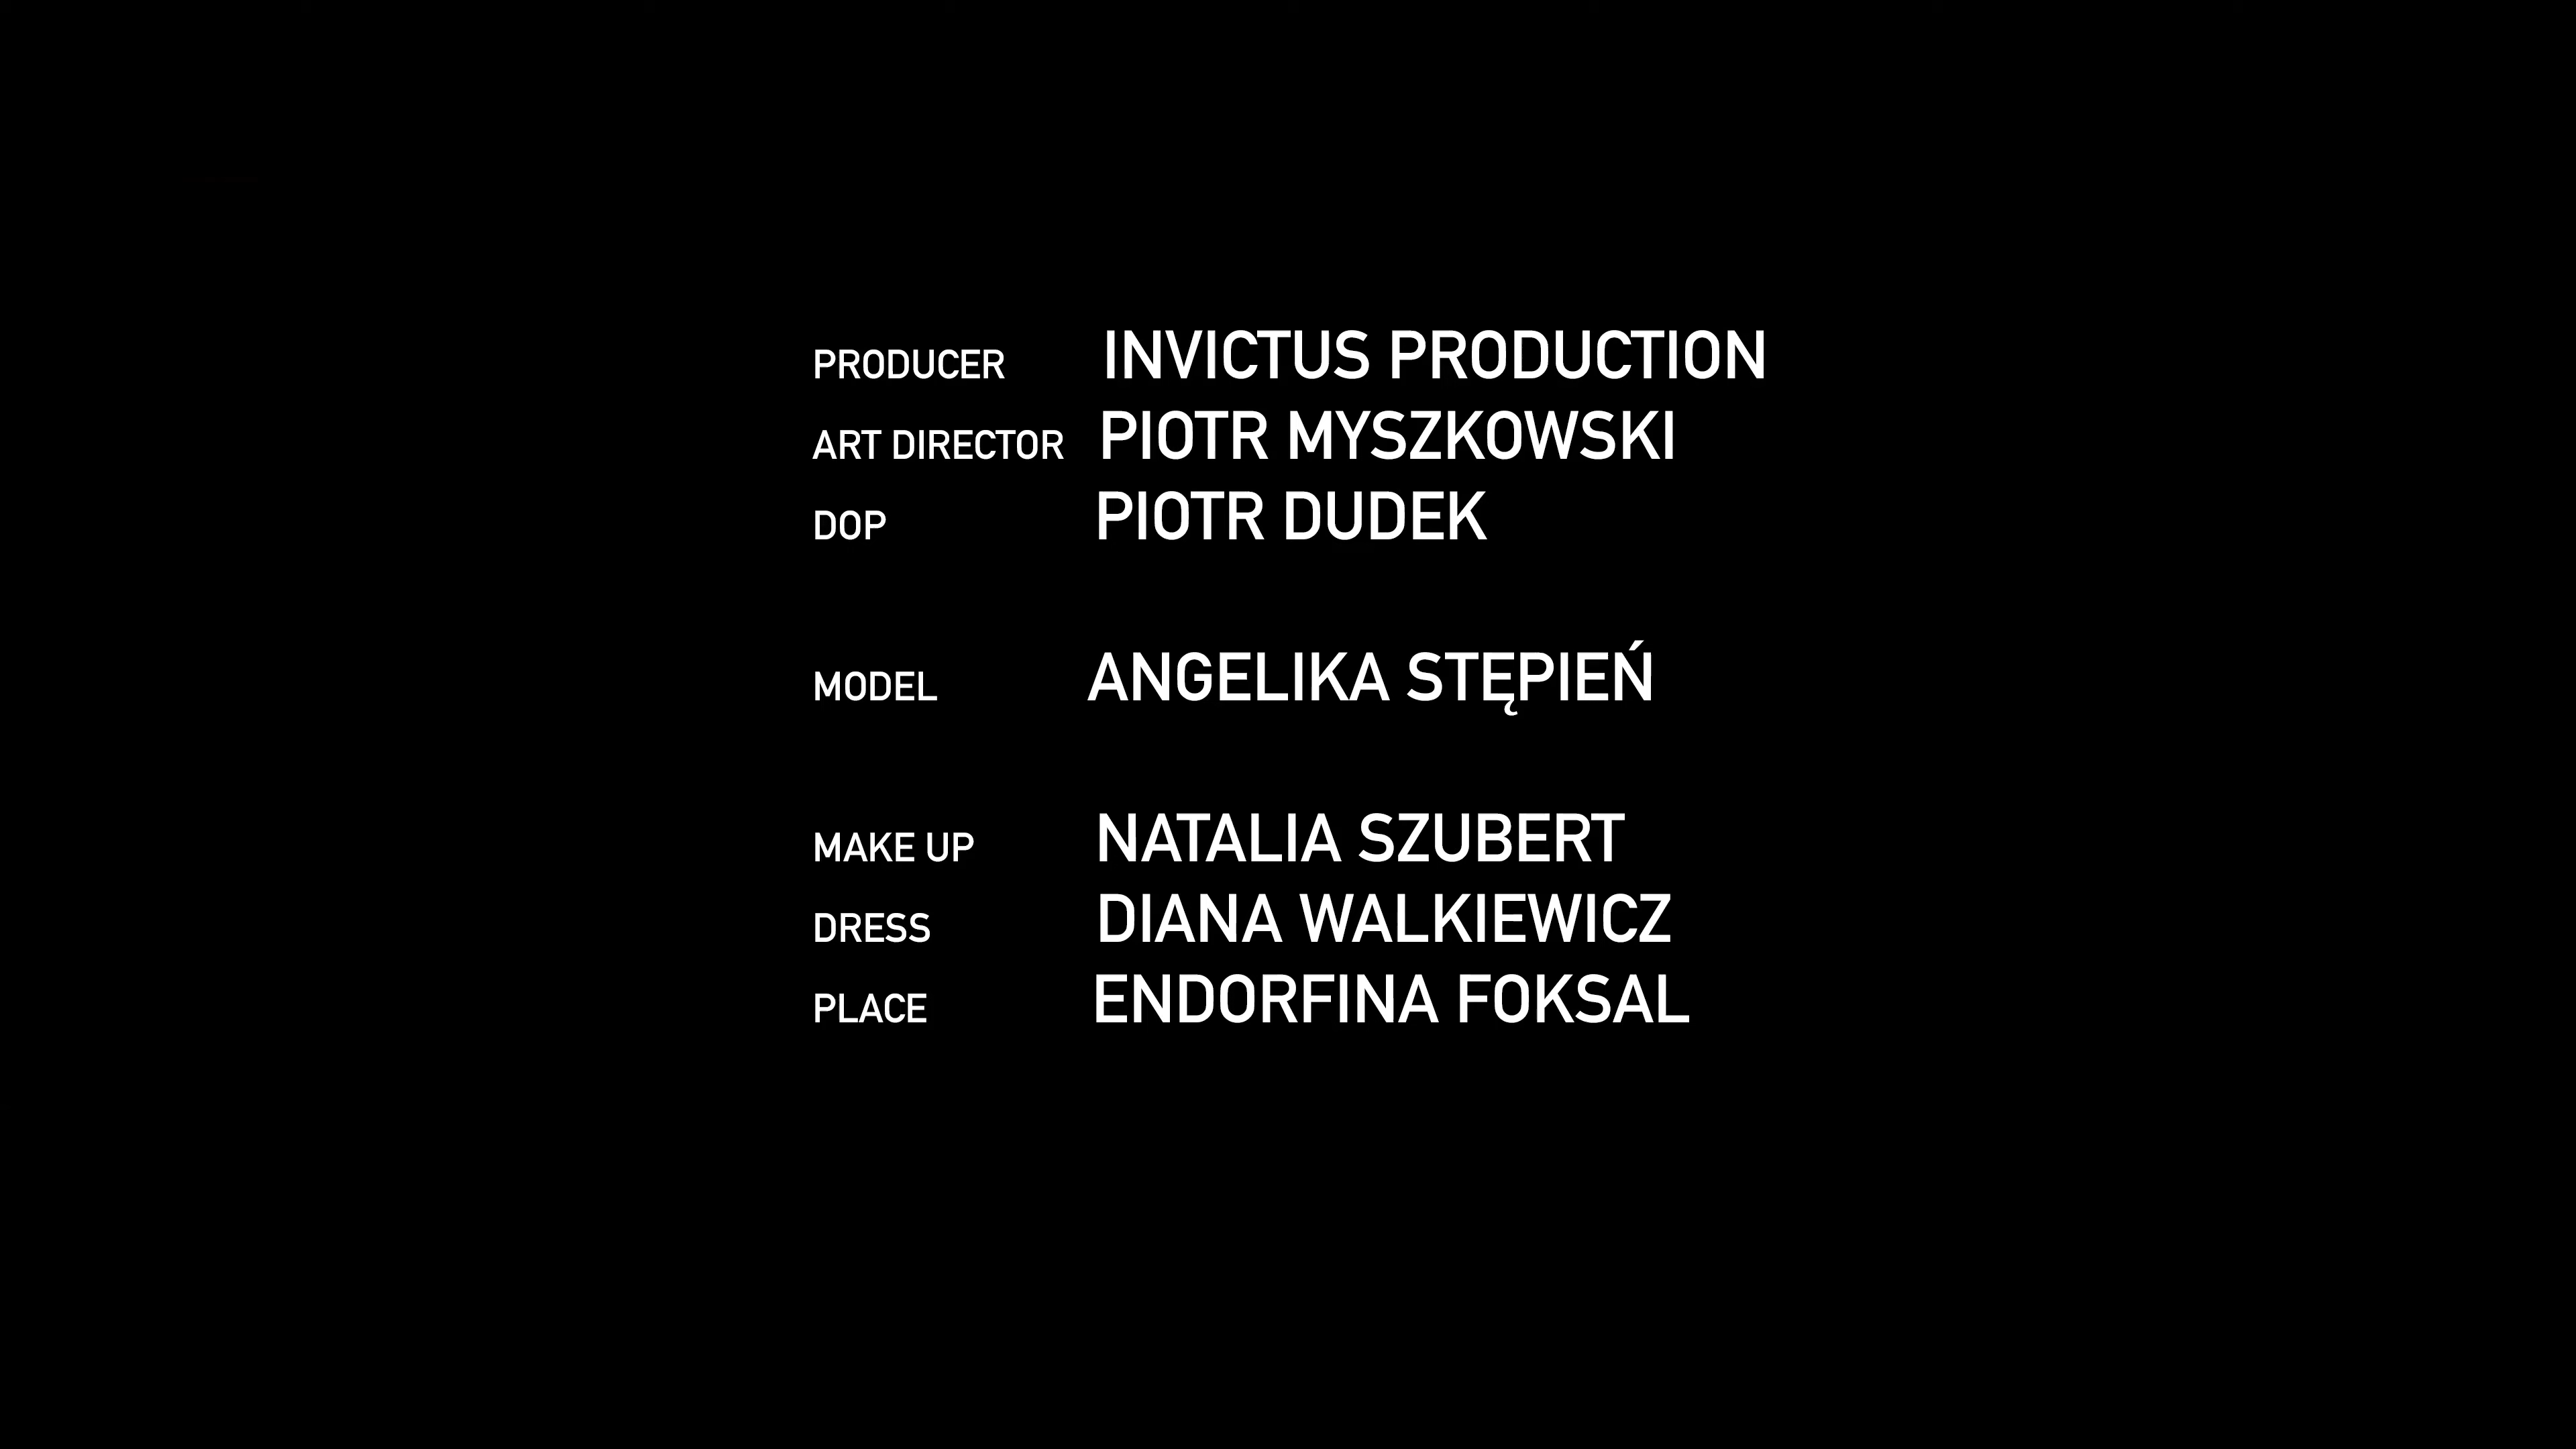 PRODUCER INVICTUS PRODUCTION
ART DIRECTOR PIOTR MYSZKOWSKI
DOP PIOTR DUDEK
MODEL ANGELIKA STĘPIEŃ
MAKE UP NATALIA SZUBERT
DRESS DIANA WALKIEWICZ
PLACE ENDORFINA FOKSAL